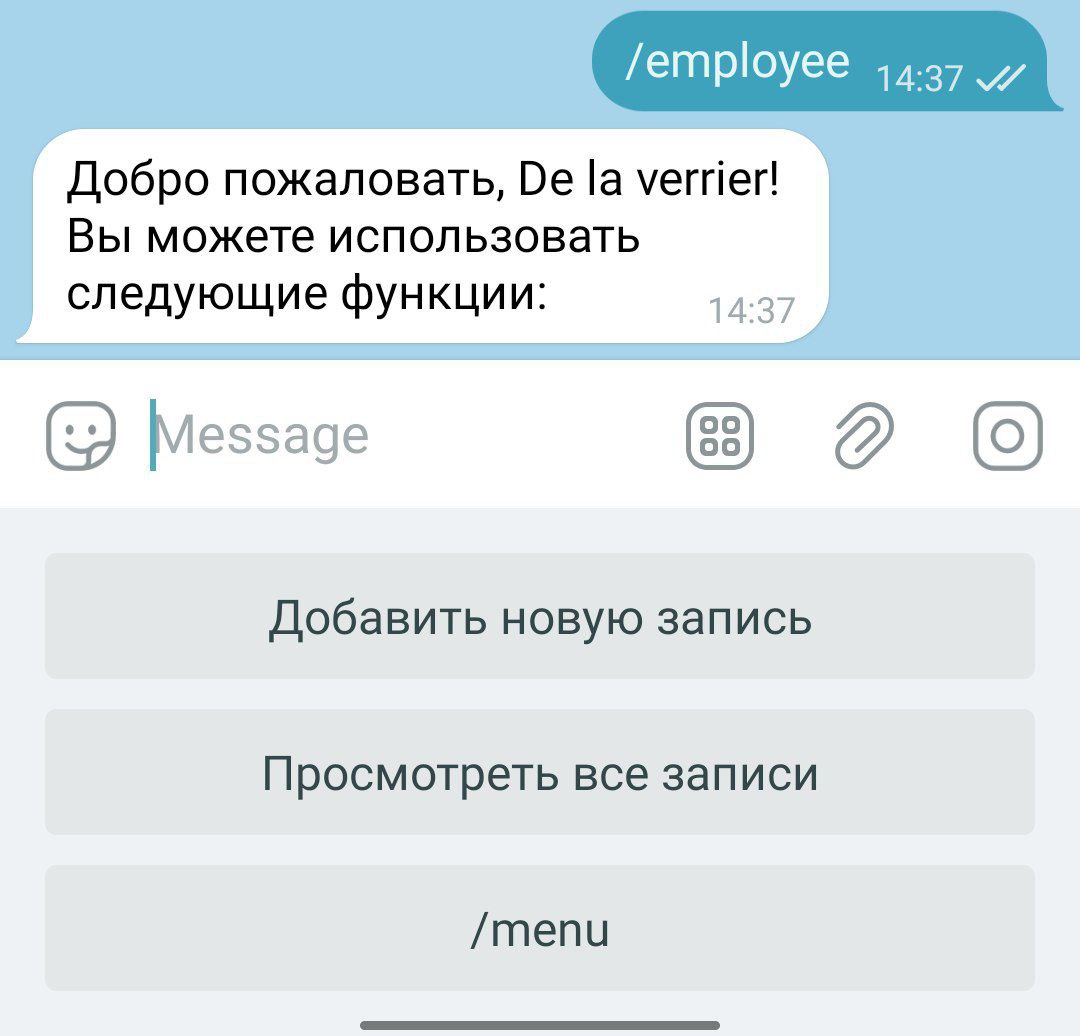 /employee 14:37
Добро пожаловать, De la verrier!
Вы можете использовать
следующие функции: 14:37
Message
Добавить новую запись
Просмотреть все записи
/menu